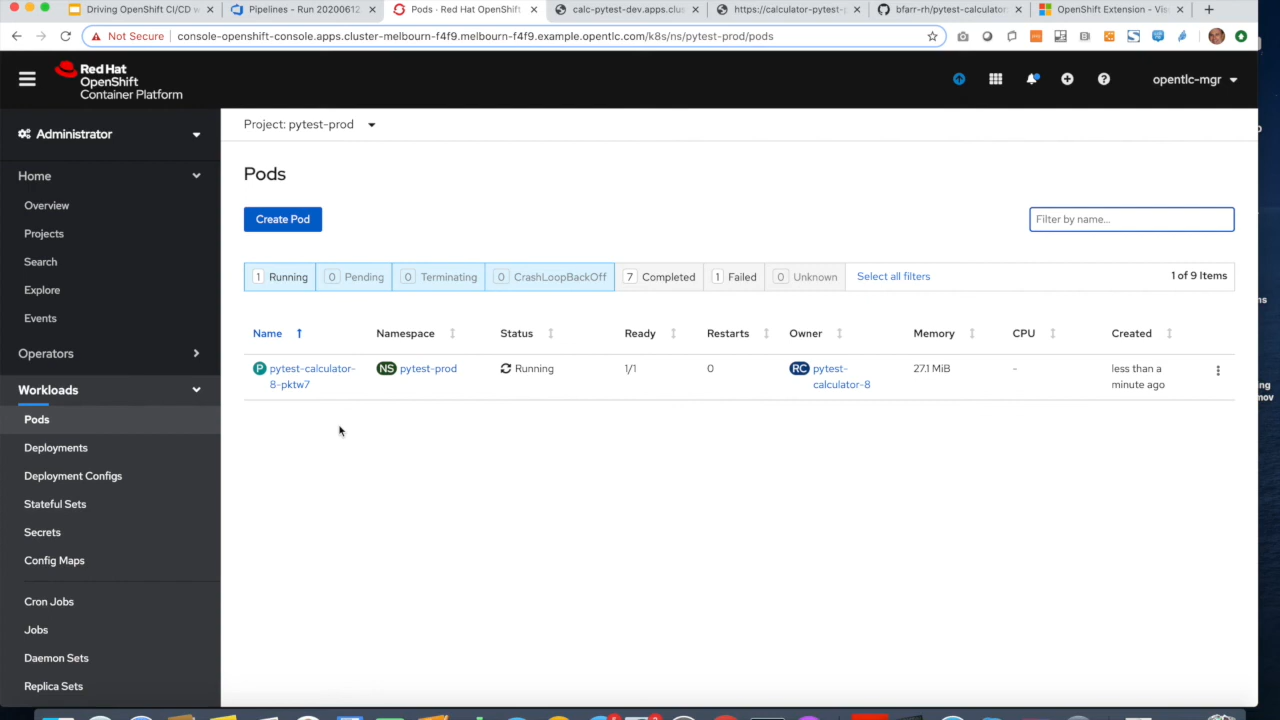 Driving OpenShift CI/CD w
Pipelines - Run 20200612
Pods · Red Hat OpenShift
calc-pytest-dev.apps.clus
https://calculator-pytest-p
bfarr-rh/pytest-calculator
OpenShift Extension - Vis
Not Secure
console-openshift-console.apps.cluster-melbourn-f4f9.melbourn-f4f9.example.opentlc.com/k8s/ns/pytest-prod/pods
Red Hat
OpenShift
Container Platform
opentlc-mgr
Administrator
Project: pytest-prod
Home
Overview
Projects
Search
Explore
Events
Operators
Workloads
Pods
Deployments
Deployment Configs
Stateful Sets
Secrets
Config Maps
Cron Jobs
Jobs
Daemon Sets
Replica Sets
Pods
Create Pod
Filter by name...
1 Running
0 Pending
0 Terminating
0 CrashLoopBackOff
7 Completed
1 Failed
0 Unknown
Select all filters
1 of 9 Items
Name Namespace Status Ready Restarts Owner Memory CPU Created
P pytest-calculator-
8-pktw7
NS pytest-prod
Running
1/1
0
RC pytest-
calculator-8
27.1 MiB
-
less than a
minute ago
ing
mov